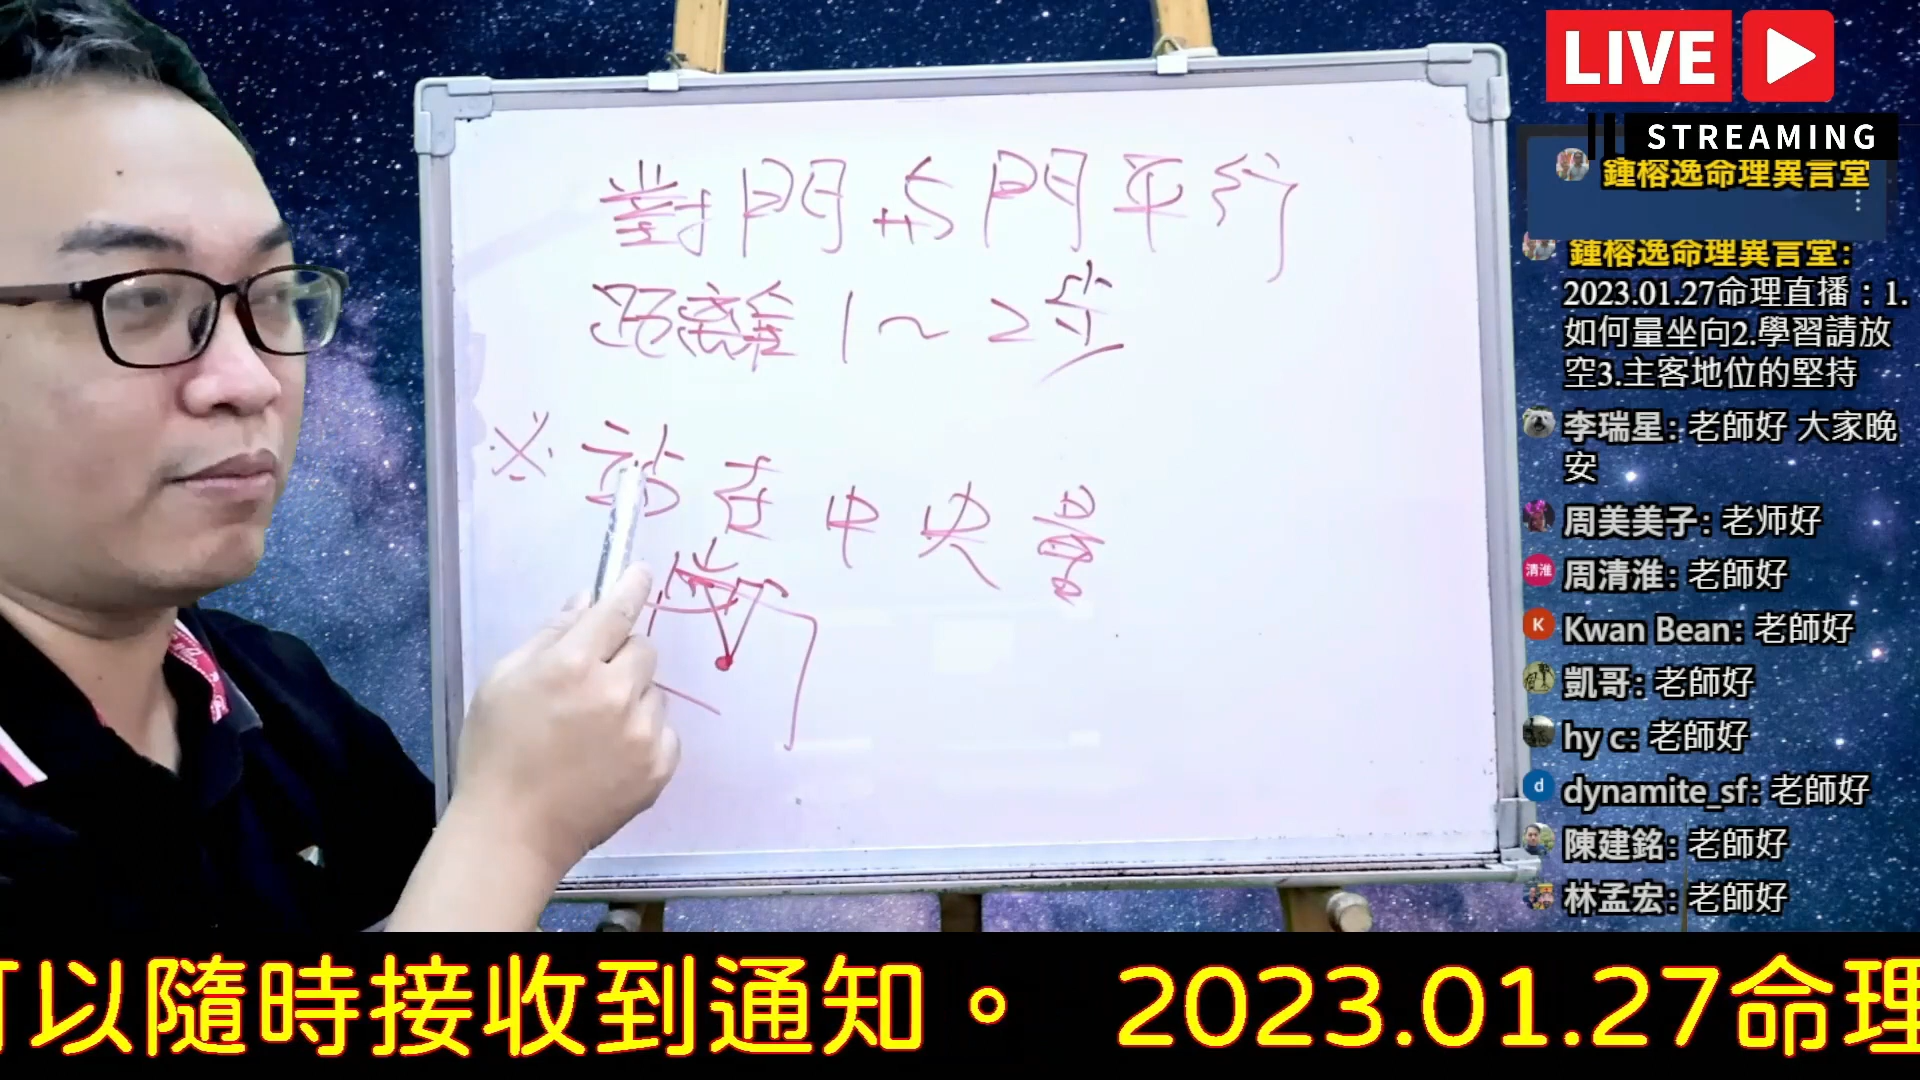 對門与門平行
距離1～2步
※站在中央量
LIVE
STREAMING
鍾榕逸命理異言堂
鍾榕逸命理異言堂:
2023.01.27命理直播：1.
如何量坐向2.學習請放
空3.主客地位的堅持
李瑞星: 老師好 大家晚
安
周美美子: 老师好
清淮 周清淮: 老師好
K Kwan Bean: 老師好
凱哥: 老師好
hy c: 老師好
d dynamite_sf: 老師好
陳建銘: 老師好
林孟宏: 老師好
可以隨時接收到通知。 2023.01.27命理